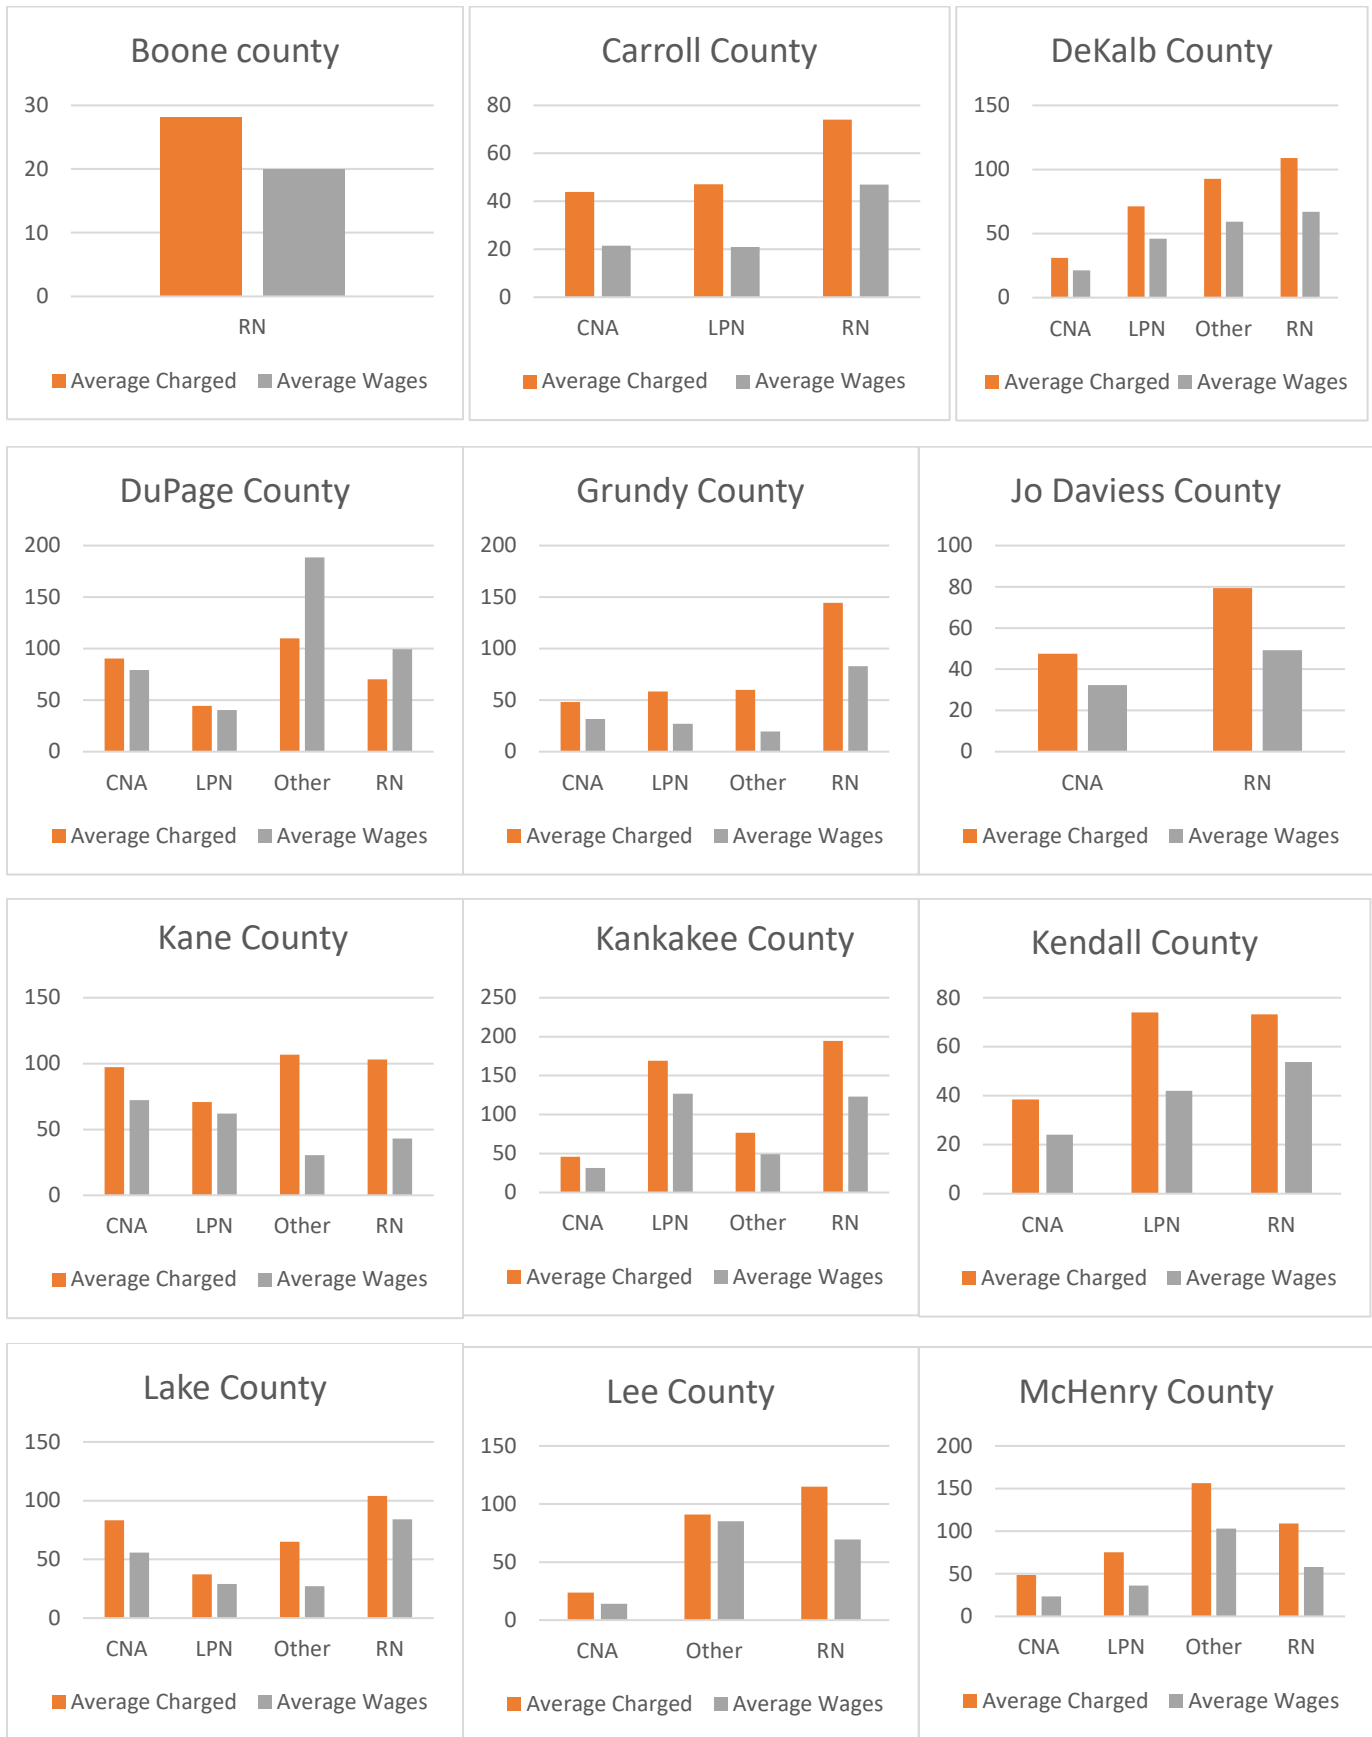 Boone county
30
20
10
0
RN
Average Charged Average Wages
Carroll County
80
60
40
20
0
CNA LPN RN
Average Charged Average Wages
DeKalb County
150
100
50
0
CNA LPN Other RN
Average Charged Average Wages
DuPage County
200
150
100
50
0
CNA LPN Other RN
Average Charged Average Wages
Grundy County
200
150
100
50
0
CNA LPN Other RN
Average Charged Average Wages
Jo Daviess County
100
80
60
40
20
0
CNA RN
Average Charged Average Wages
Kane County
150
100
50
0
CNA LPN Other RN
Average Charged Average Wages
Kankakee County
250
200
150
100
50
0
CNA LPN Other RN
Average Charged Average Wages
Kendall County
80
60
40
20
0
CNA LPN RN
Average Charged Average Wages
Lake County
150
100
50
0
CNA LPN Other RN
Average Charged Average Wages
Lee County
150
100
50
0
CNA Other RN
Average Charged Average Wages
McHenry County
200
150
100
50
0
CNA LPN Other RN
Average Charged Average Wages